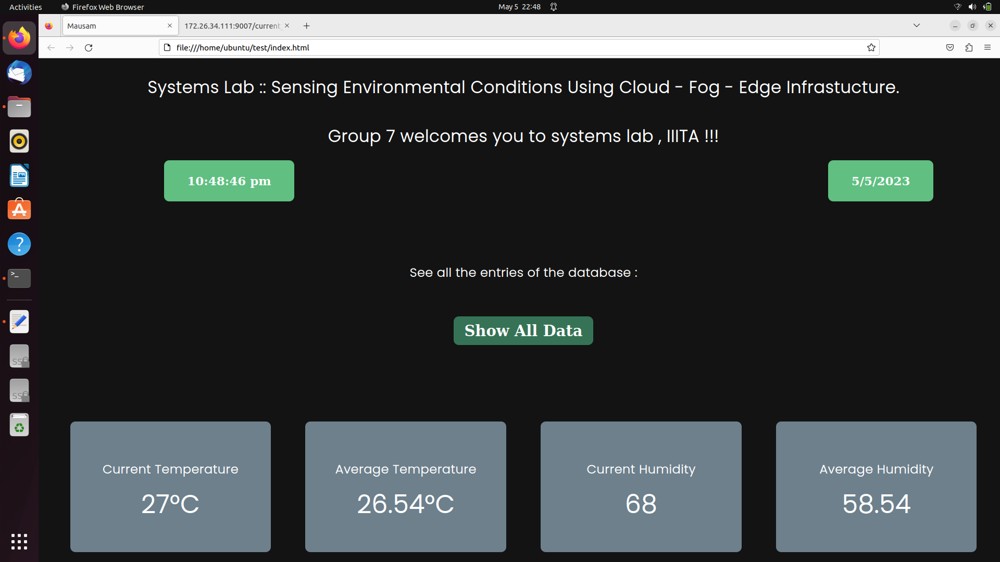 Activities Firefox Web Browser May 5 22:48
Mausam 172.26.34.111:9007/current_
file:///home/ubuntu/test/index.html
Systems Lab :: Sensing Environmental Conditions Using Cloud - Fog - Edge Infrastucture.
Group 7 welcomes you to systems lab , IIITA !!!
10:48:46 pm 5/5/2023
See all the entries of the database :
Show All Data
Current Temperature Average Temperature Current Humidity Average Humidity
27°C 26.54°C 68 58.54